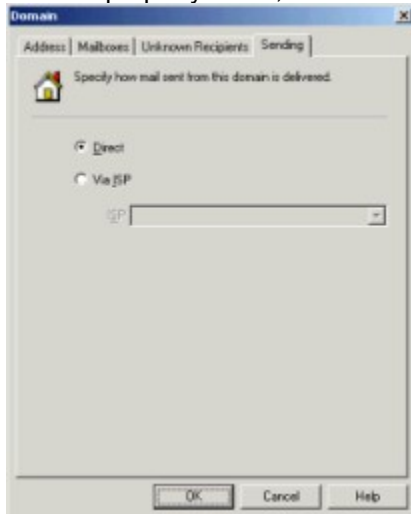 Domain
Address Mailboxes Unknown Recipients Sending
Specify how mail sent from this domain is delivered.
Direct
Via ISP
ISP
OK Cancel Help